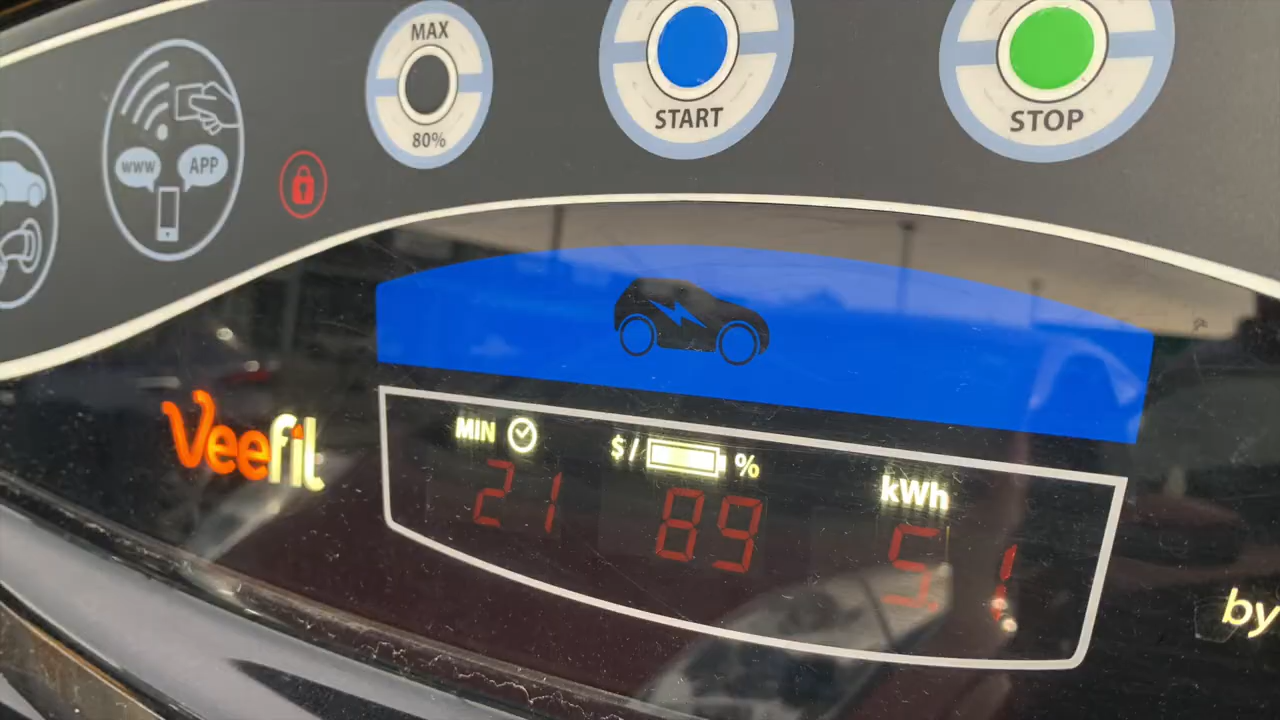 MAX
80%
START
STOP
WWW
APP
Veefil
MIN
$/ %
kWh
21
89
5.1
by